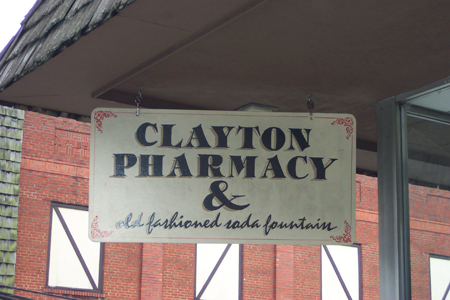 CLAYTON
PHARMACY
&
old fashioned soda fountain